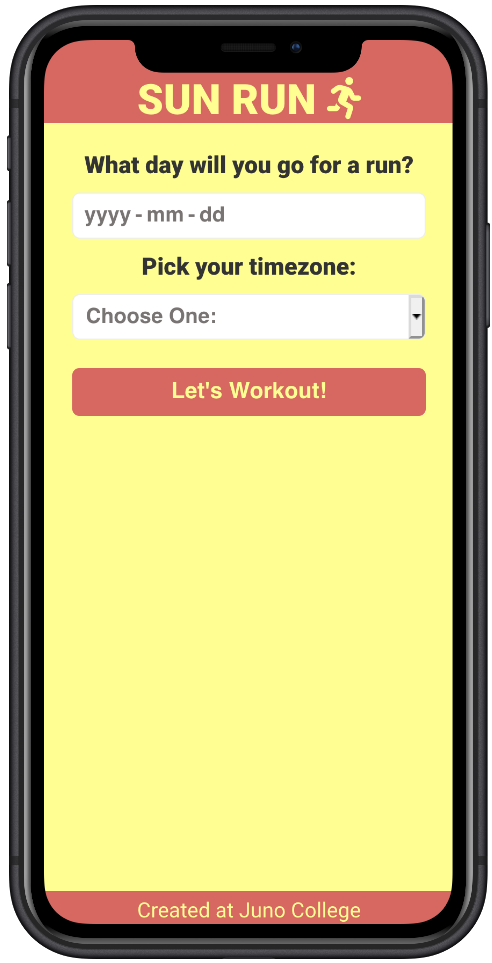 SUN RUN
What day will you go for a run?
yyyy - mm - dd
Pick your timezone:
Choose One:
Let's Workout!
Created at Juno College